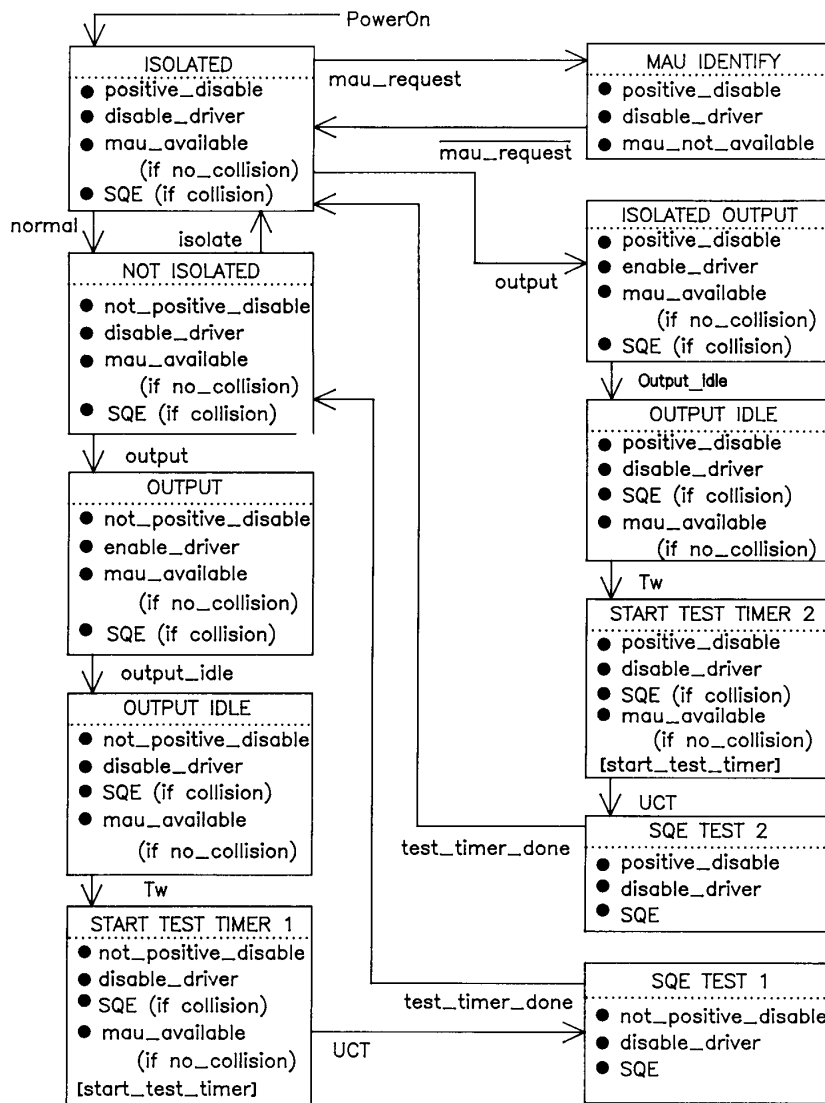 PowerOn
ISOLATED
● positive_disable
● disable_driver
● mau_available
(if no_collision)
● SQE (if collision)
mau_request
MAU IDENTIFY
● positive_disable
● disable_driver
● mau_not_available
mau_request
normal
isolate
output
NOT ISOLATED
● not_positive_disable
● disable_driver
● mau_available
(if no_collision)
● SQE (if collision)
output
OUTPUT
● not_positive_disable
● enable_driver
● mau_available
(if no_collision)
● SQE (if collision)
output_idle
OUTPUT IDLE
● not_positive_disable
● disable_driver
● SQE (if collision)
● mau_available
(if no_collision)
Tw
START TEST TIMER 1
● not_positive_disable
● disable_driver
● SQE (if collision)
● mau_available
(if no_collision)
[start_test_timer]
UCT
ISOLATED OUTPUT
● positive_disable
● enable_driver
● mau_available
(if no_collision)
● SQE (if collision)
Output_idle
OUTPUT IDLE
● positive_disable
● disable_driver
● SQE (if collision)
● mau_available
(if no_collision)
Tw
START TEST TIMER 2
● positive_disable
● disable_driver
● SQE (if collision)
● mau_available
(if no_collision)
[start_test_timer]
UCT
SQE TEST 2
● positive_disable
● disable_driver
● SQE
test_timer_done
SQE TEST 1
● not_positive_disable
● disable_driver
● SQE
test_timer_done